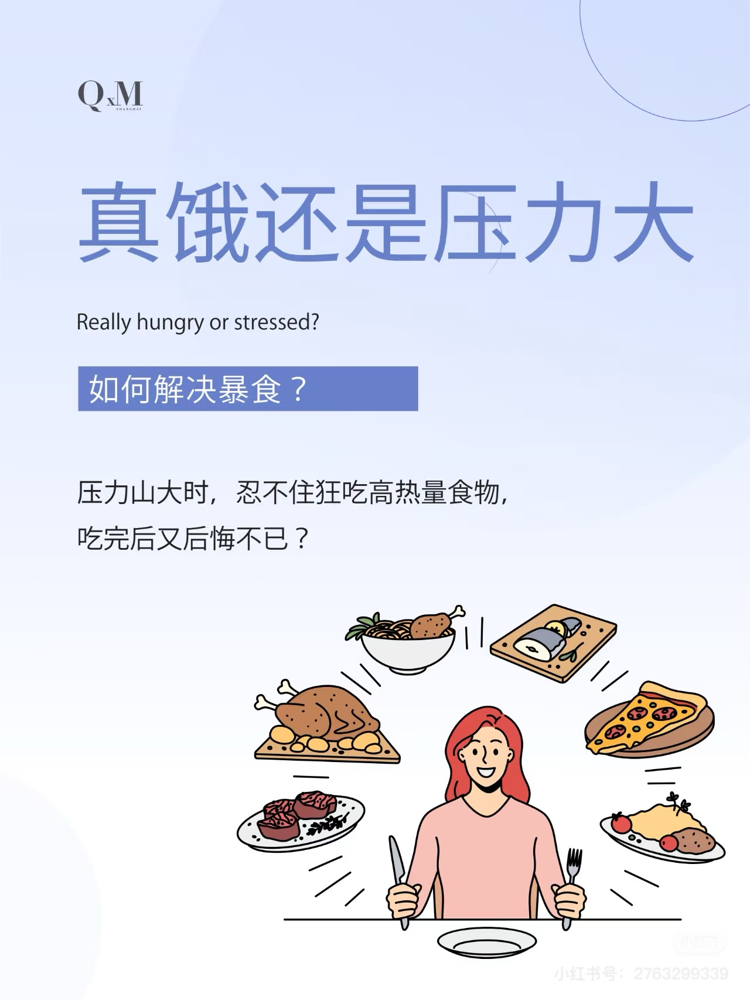 QxM
SHANGHAI
真饿还是压力大
Really hungry or stressed?
如何解决暴食？
压力山大时，忍不住狂吃高热量食物，
吃完后又后悔不已？
小红书号：2763299339